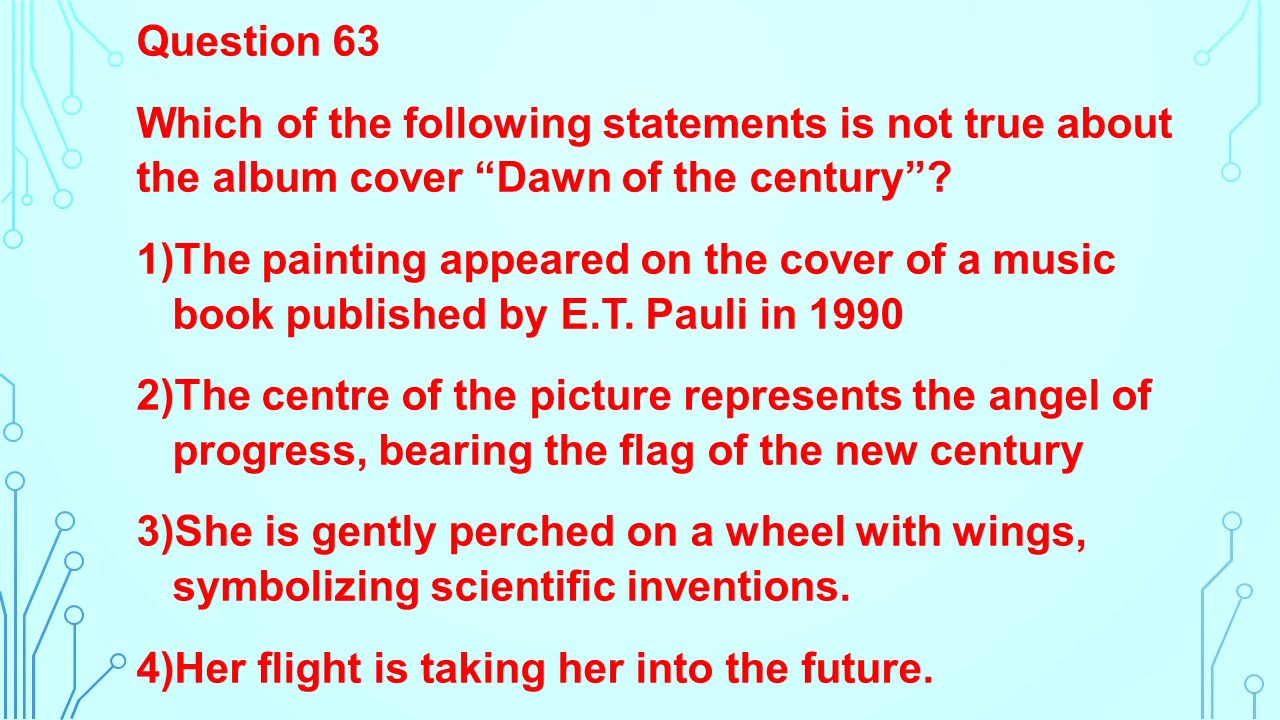 Question 63
Which of the following statements is not true about
the album cover “Dawn of the century”?
1)The painting appeared on the cover of a music
book published by E.T. Pauli in 1990
2)The centre of the picture represents the angel of
progress, bearing the flag of the new century
3)She is gently perched on a wheel with wings,
symbolizing scientific inventions.
4)Her flight is taking her into the future.